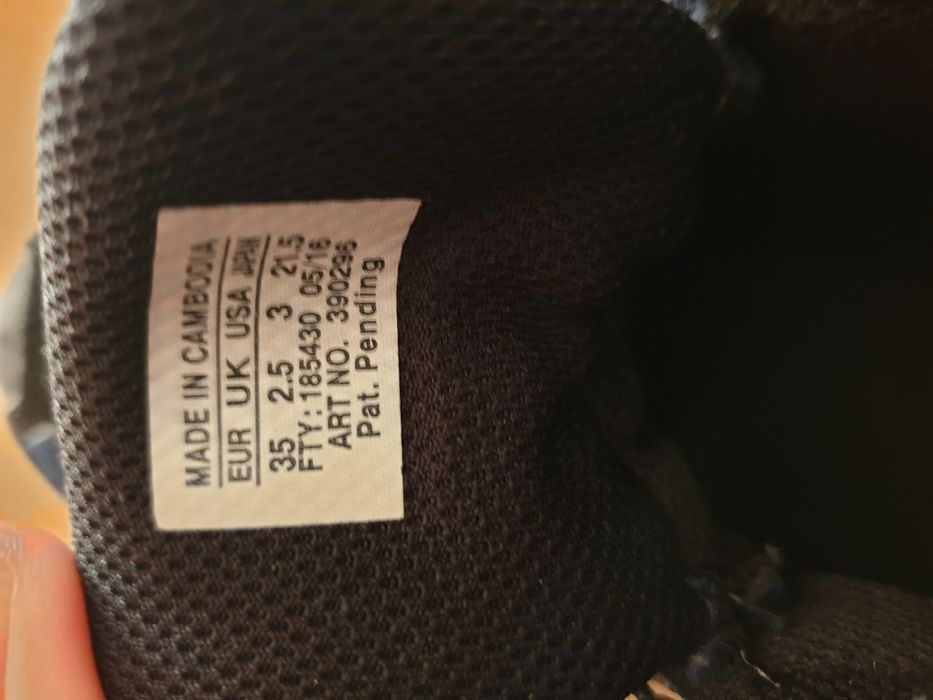 MADE IN CAMBODIA
EUR UK USA JAPAN
35 2.5 3 21.5
FTY:185430 05/16
ART NO. 390296
Pat. Pending